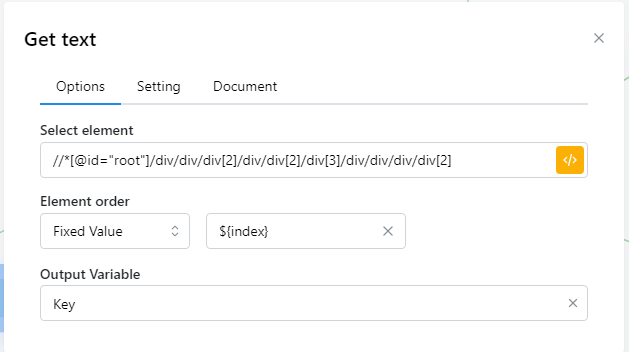 Get text
Options Setting Document
Select element
//*[@id="root"]/div/div/div[2]/div/div[2]/div[3]/div/div/div/div[2]
</>
Element order
Fixed Value ${index}
Output Variable
Key